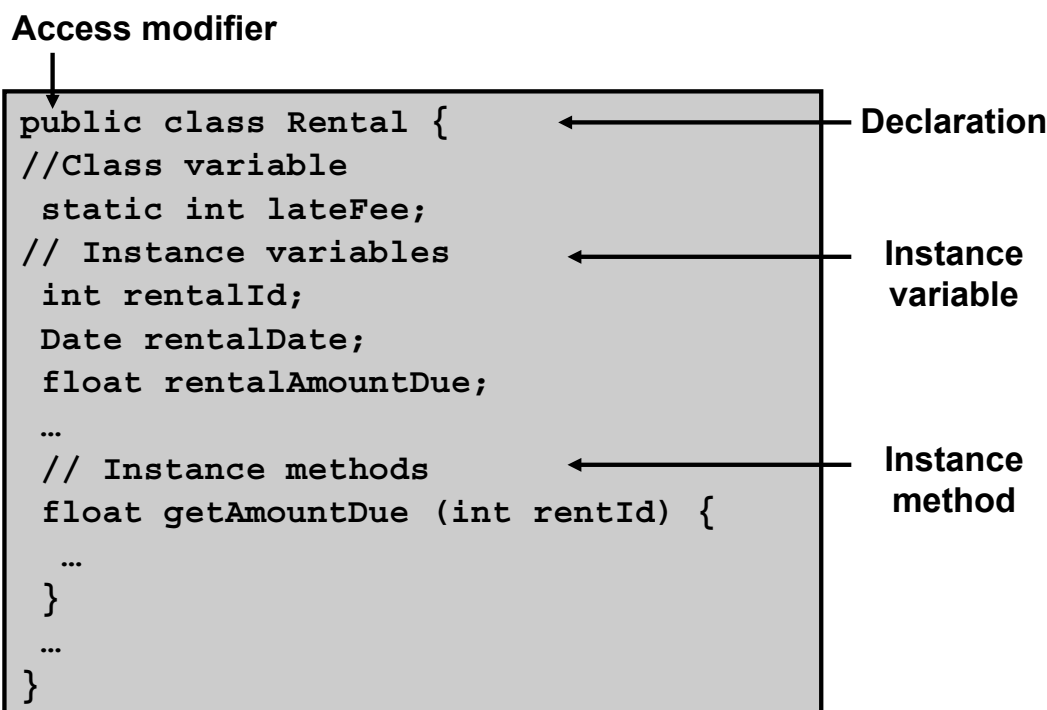 Access modifier
public class Rental {
Declaration
//Class variable
static int lateFee;
// Instance variables
Instance
variable
int rentalId;
Date rentalDate;
float rentalAmountDue;
…
// Instance methods
Instance
method
float getAmountDue (int rentId) {
…
}
…
}